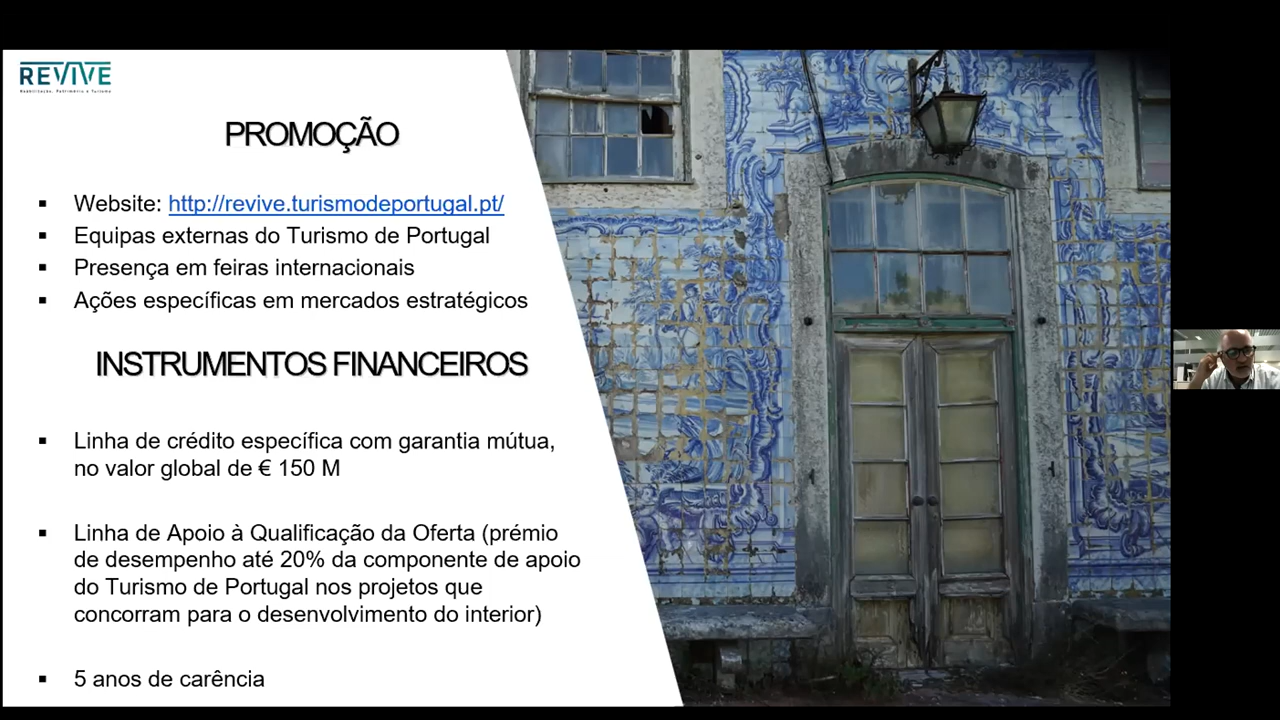 REVIVE
Reabilitação, Património e Turismo
PROMOÇÃO
▪ Website: http://revive.turismodeportugal.pt/
▪ Equipas externas do Turismo de Portugal
▪ Presença em feiras internacionais
▪ Ações específicas em mercados estratégicos
INSTRUMENTOS FINANCEIROS
▪ Linha de crédito específica com garantia mútua,
no valor global de € 150 M
▪ Linha de Apoio à Qualificação da Oferta (prémio
de desempenho até 20% da componente de apoio
do Turismo de Portugal nos projetos que
concorram para o desenvolvimento do interior)
▪ 5 anos de carência